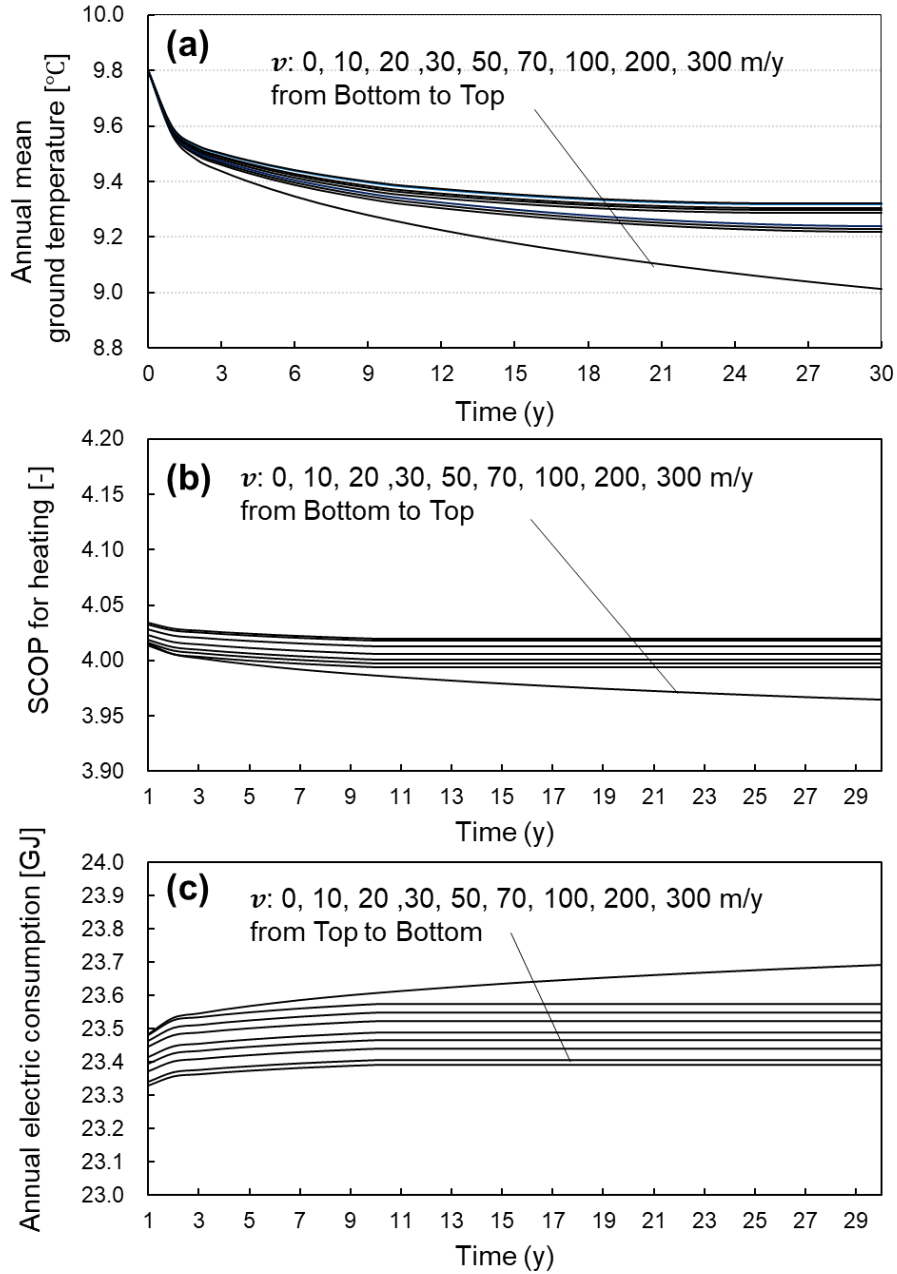 (a)
v: 0, 10, 20 ,30, 50, 70, 100, 200, 300 m/y
from Bottom to Top
Annual mean
ground temperature [°C]
10.0
9.8
9.6
9.4
9.2
9.0
8.8
0 3 6 9 12 15 18 21 24 27 30
Time (y)
(b)
v: 0, 10, 20 ,30, 50, 70, 100, 200, 300 m/y
from Bottom to Top
SCOP for heating [-]
4.20
4.15
4.10
4.05
4.00
3.95
3.90
1 3 5 7 9 11 13 15 17 19 21 23 25 27 29
Time (y)
(c)
v: 0, 10, 20 ,30, 50, 70, 100, 200, 300 m/y
from Top to Bottom
Annual electric consumption [GJ]
24.0
23.9
23.8
23.7
23.6
23.5
23.4
23.3
23.2
23.1
23.0
1 3 5 7 9 11 13 15 17 19 21 23 25 27 29
Time (y)